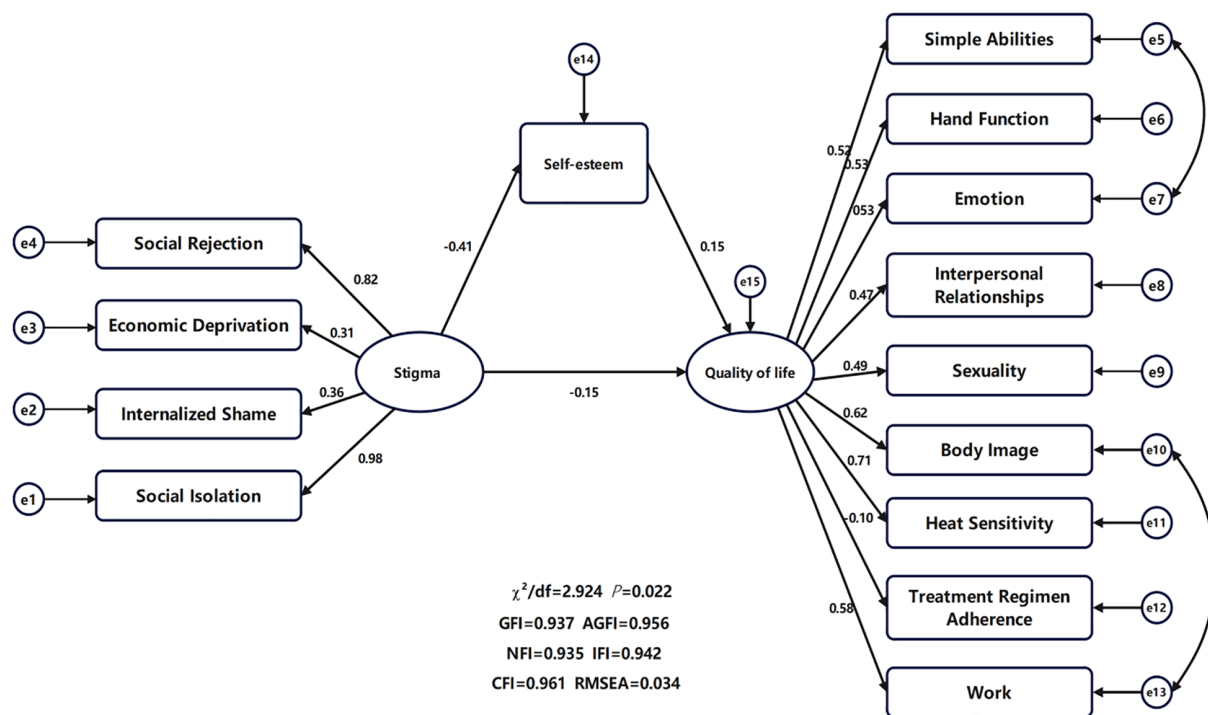 Simple Abilities
e5
e14
Hand Function
e6
0.52
0.53
Self-esteem
Emotion
e7
053
e4
Social Rejection
-0.41
0.15
Interpersonal
Relationships
e8
0.47
e15
0.82
e3
Economic Deprivation
0.31
Stigma
Quality of life
-0.15
0.49
Sexuality
e9
e2
Internalized Shame
0.36
0.62
Body Image
e10
0.98
0.71
e1
Social Isolation
Heat Sensitivity
e11
-0.10
χ²/df=2.924 P=0.022
GFI=0.937 AGFI=0.956
NFI=0.935 IFI=0.942
CFI=0.961 RMSEA=0.034
0.58
Treatment Regimen
Adherence
e12
Work
e13